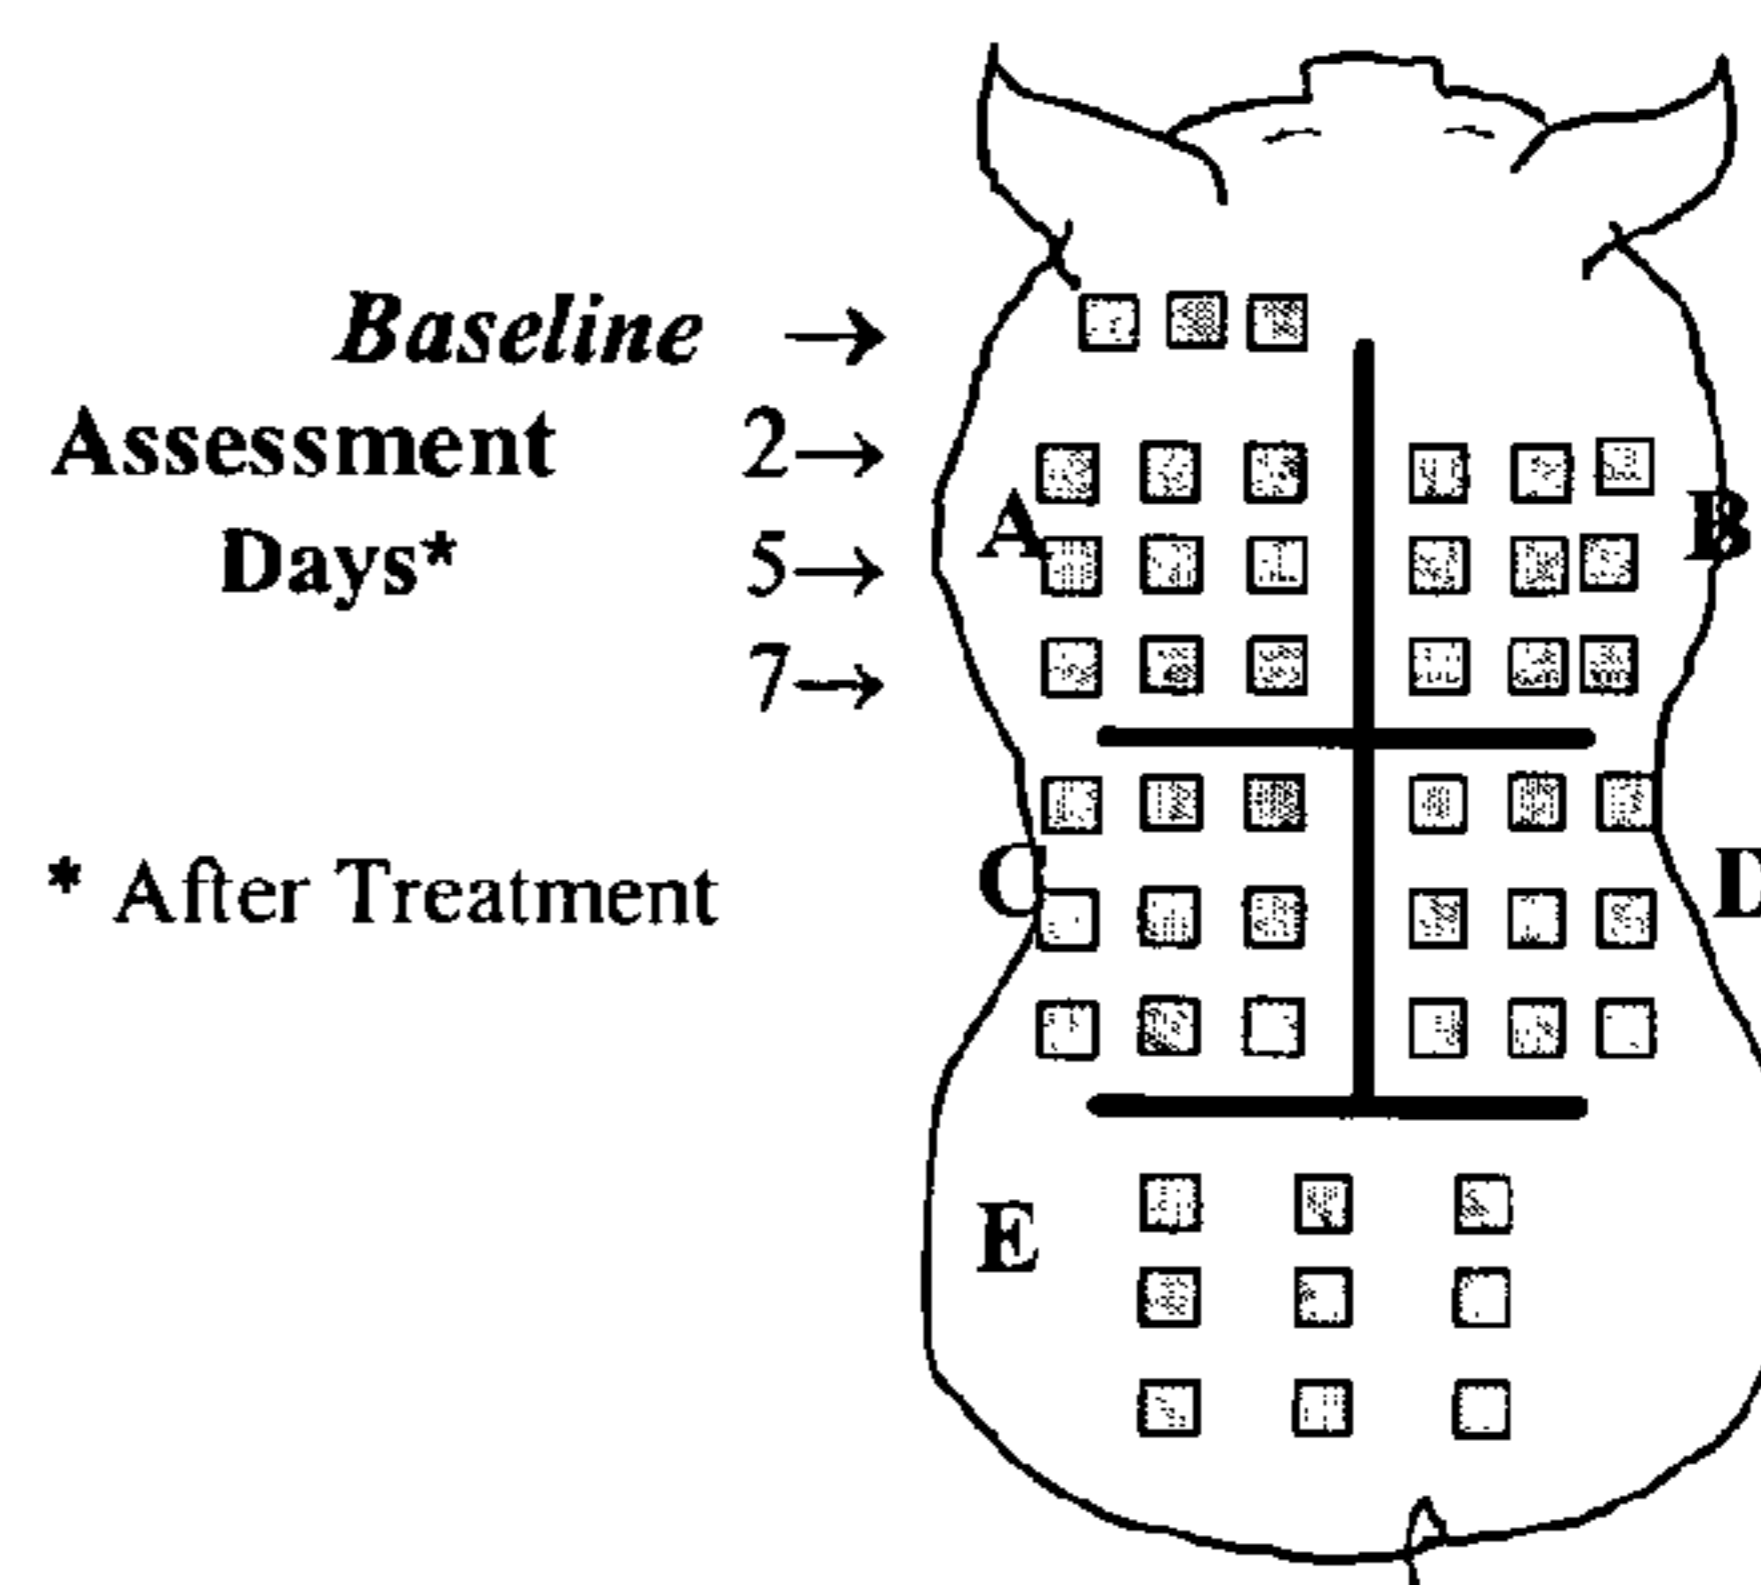 Baseline →
Assessment 2→
Days* 5→
7→
A
B
* After Treatment
C
D
E